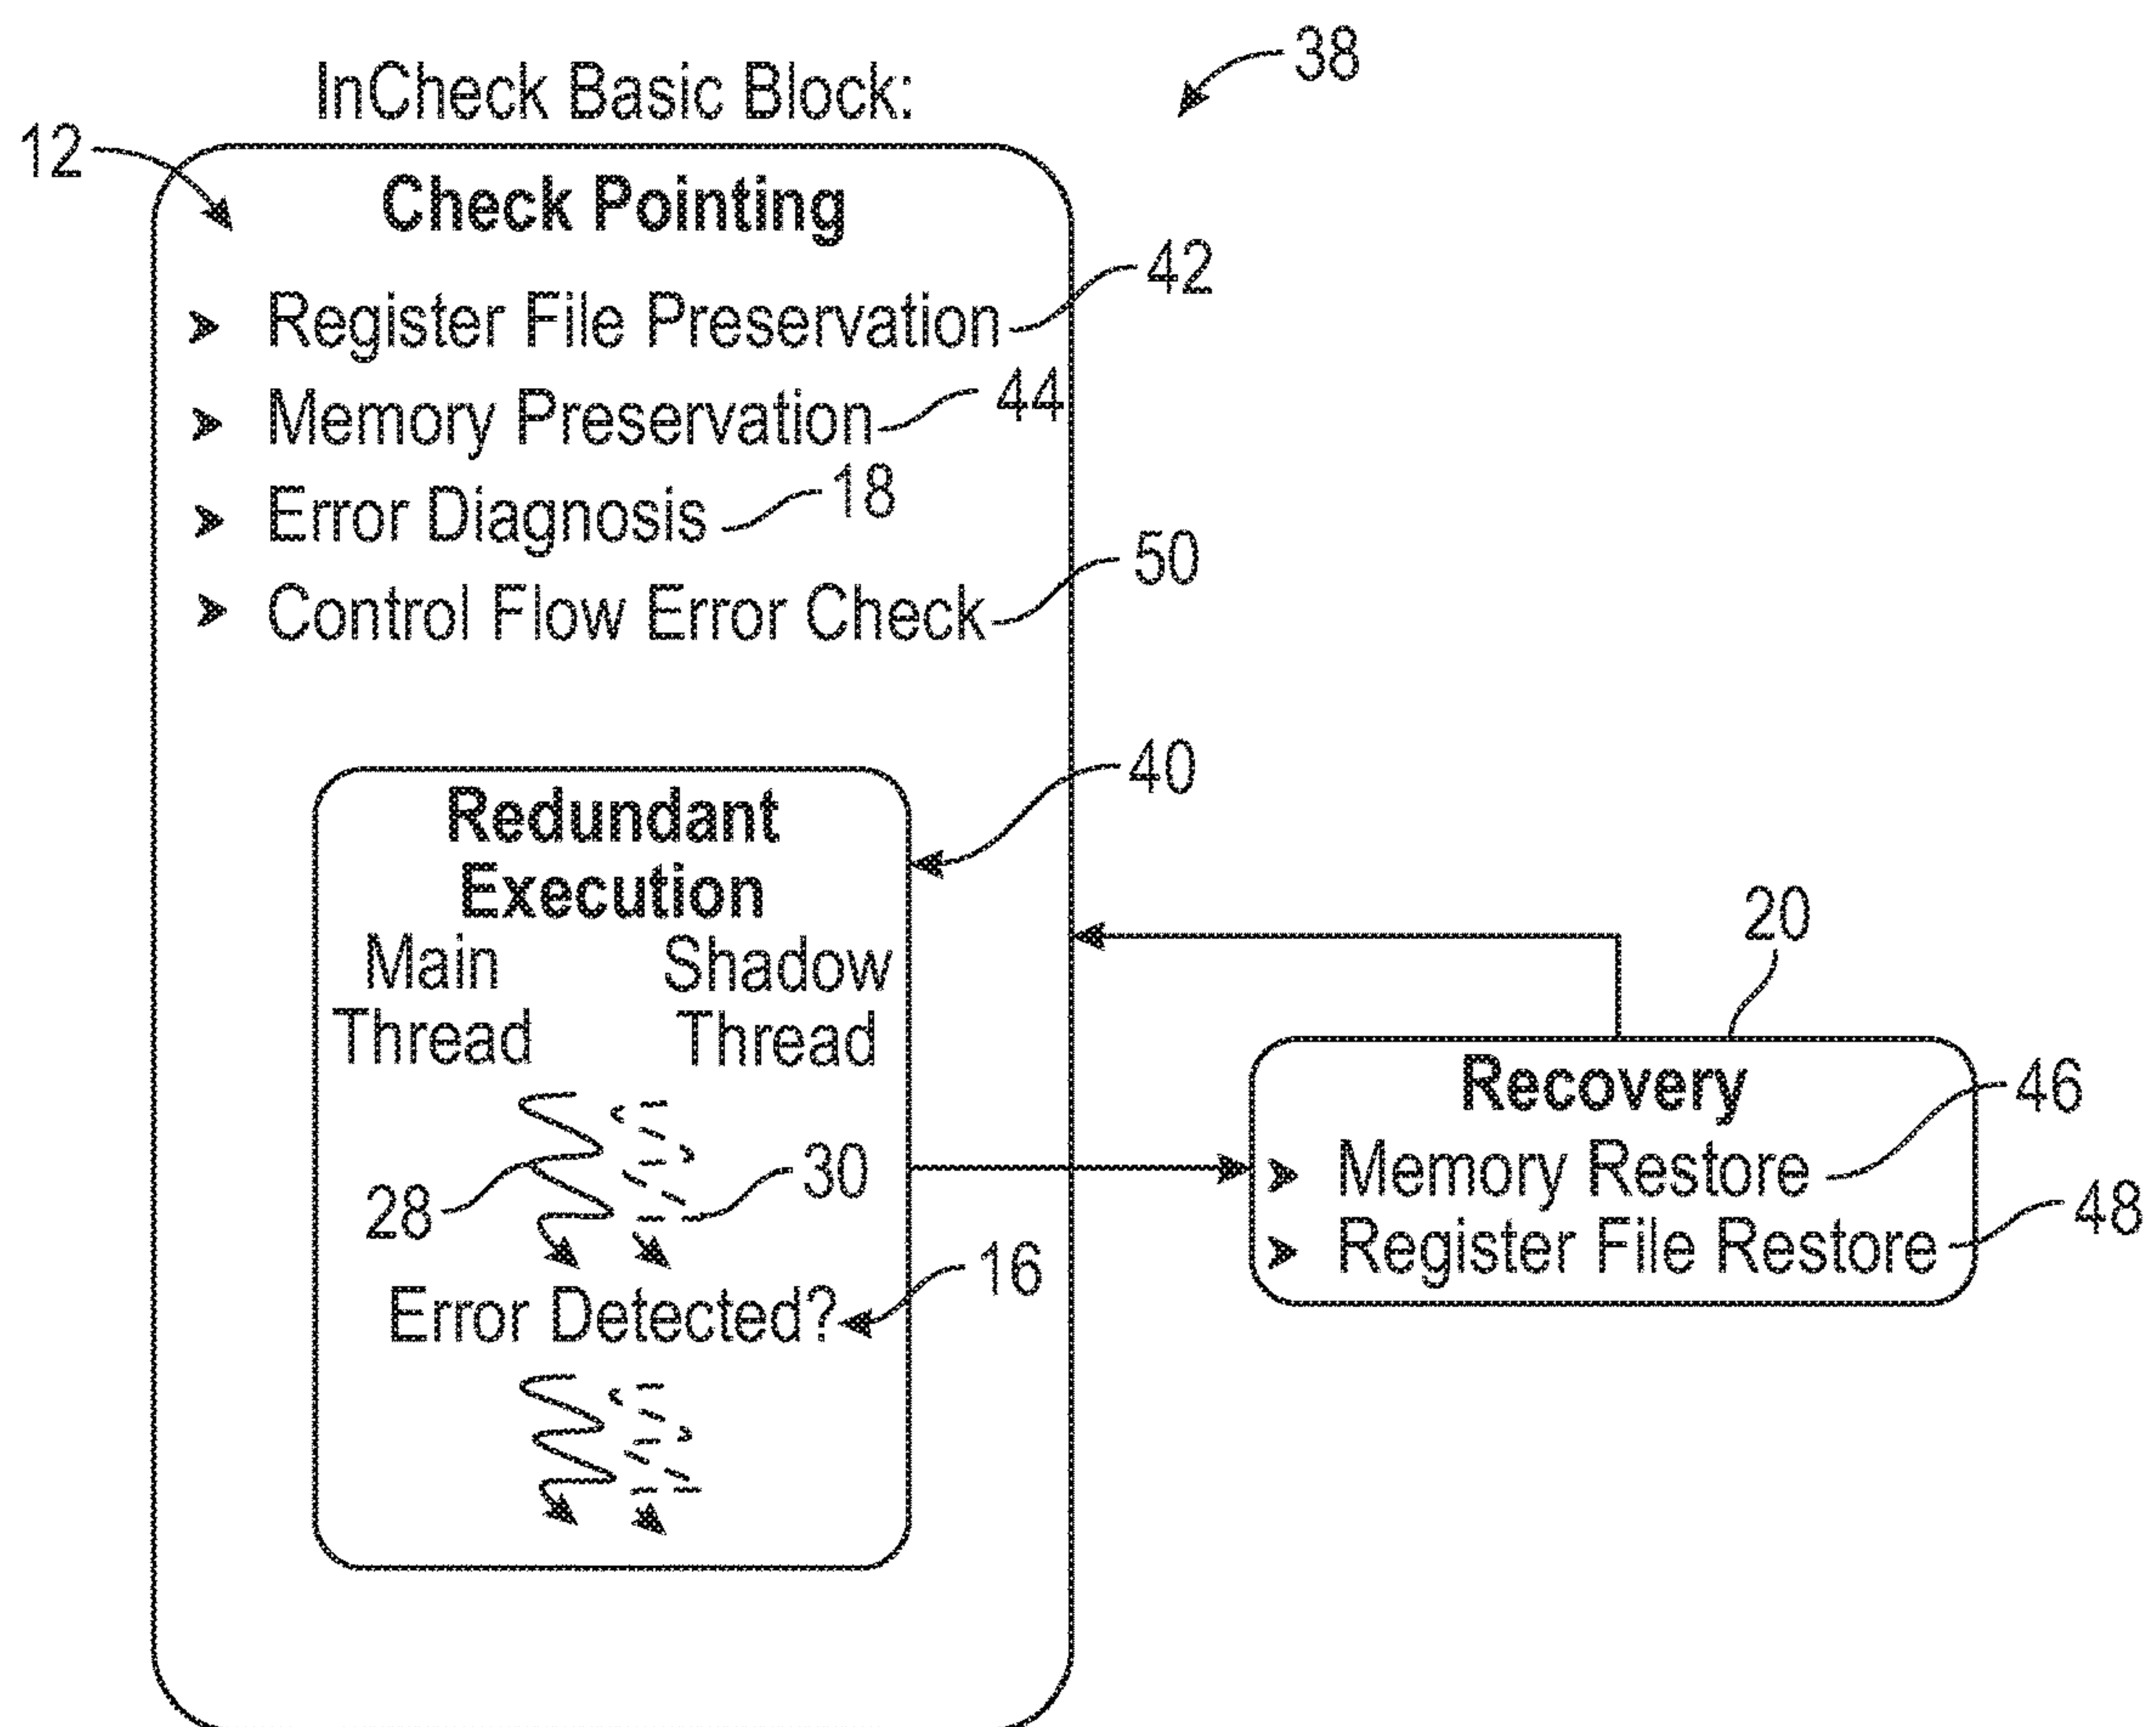 38
InCheck Basic Block:
12
Check Pointing
Register File Preservation 42
Memory Preservation 44
Error Diagnosis 18
Control Flow Error Check 50
40
Redundant
Execution
Main Shadow
Thread Thread
28 30
Error Detected? 16
20
Recovery
Memory Restore 46
Register File Restore 48